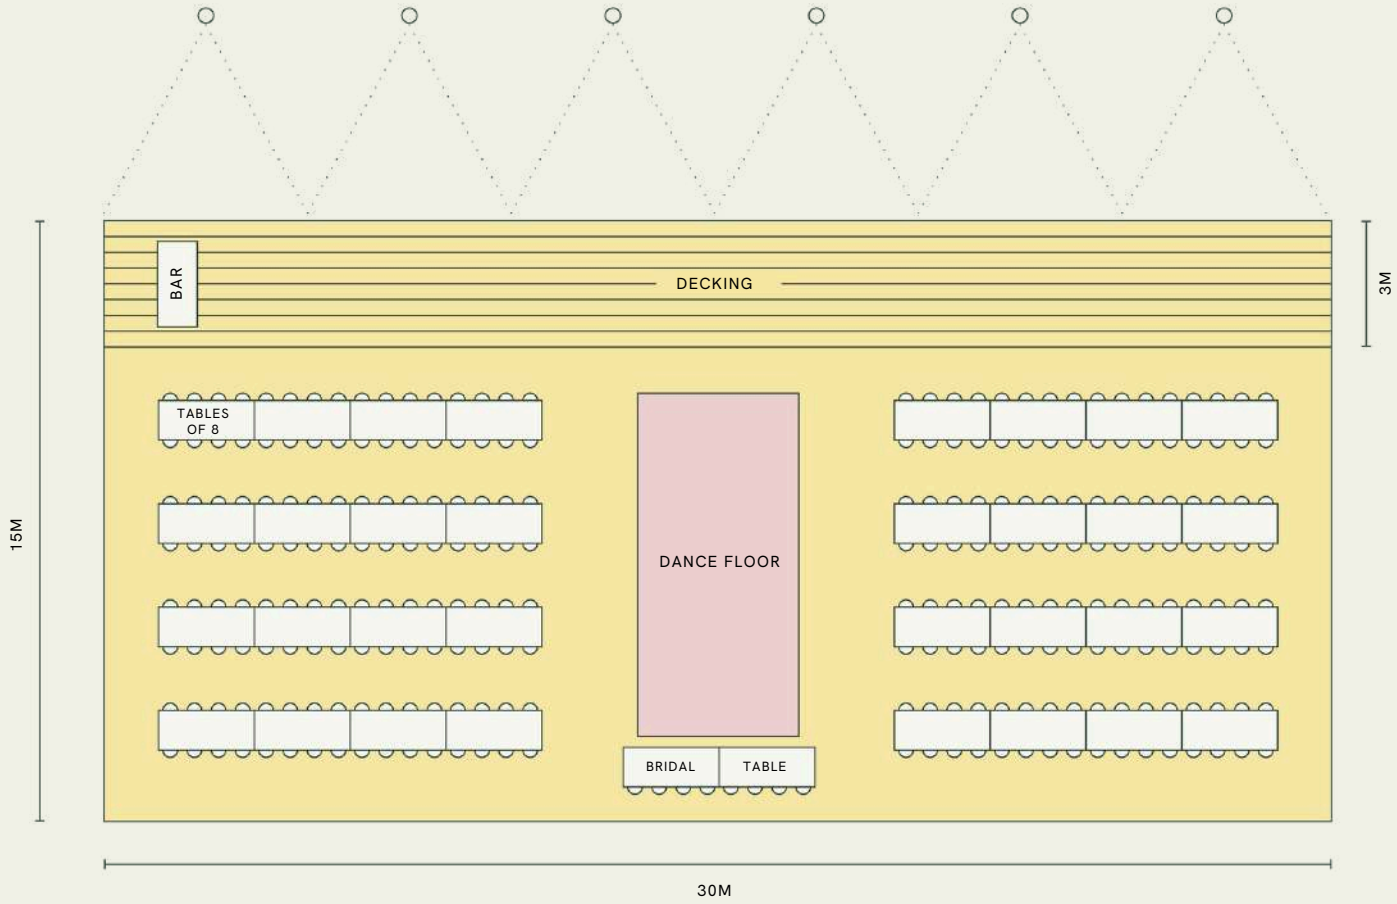 BAR
DECKING
3M
TABLES
OF 8
15M
DANCE FLOOR
BRIDAL TABLE
30M